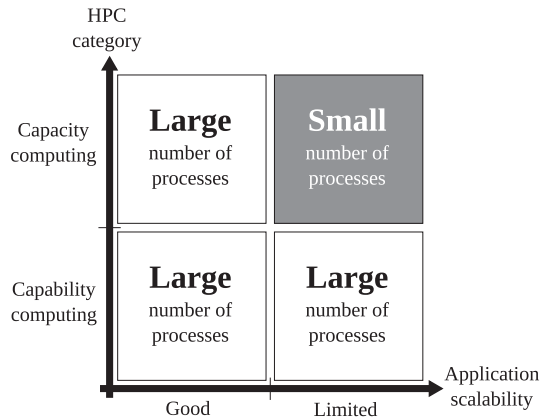 HPC
category
Capacity
computing
Large
number of
processes
Small
number of
processes
Capability
computing
Large
number of
processes
Large
number of
processes
Application
scalability
Good
Limited